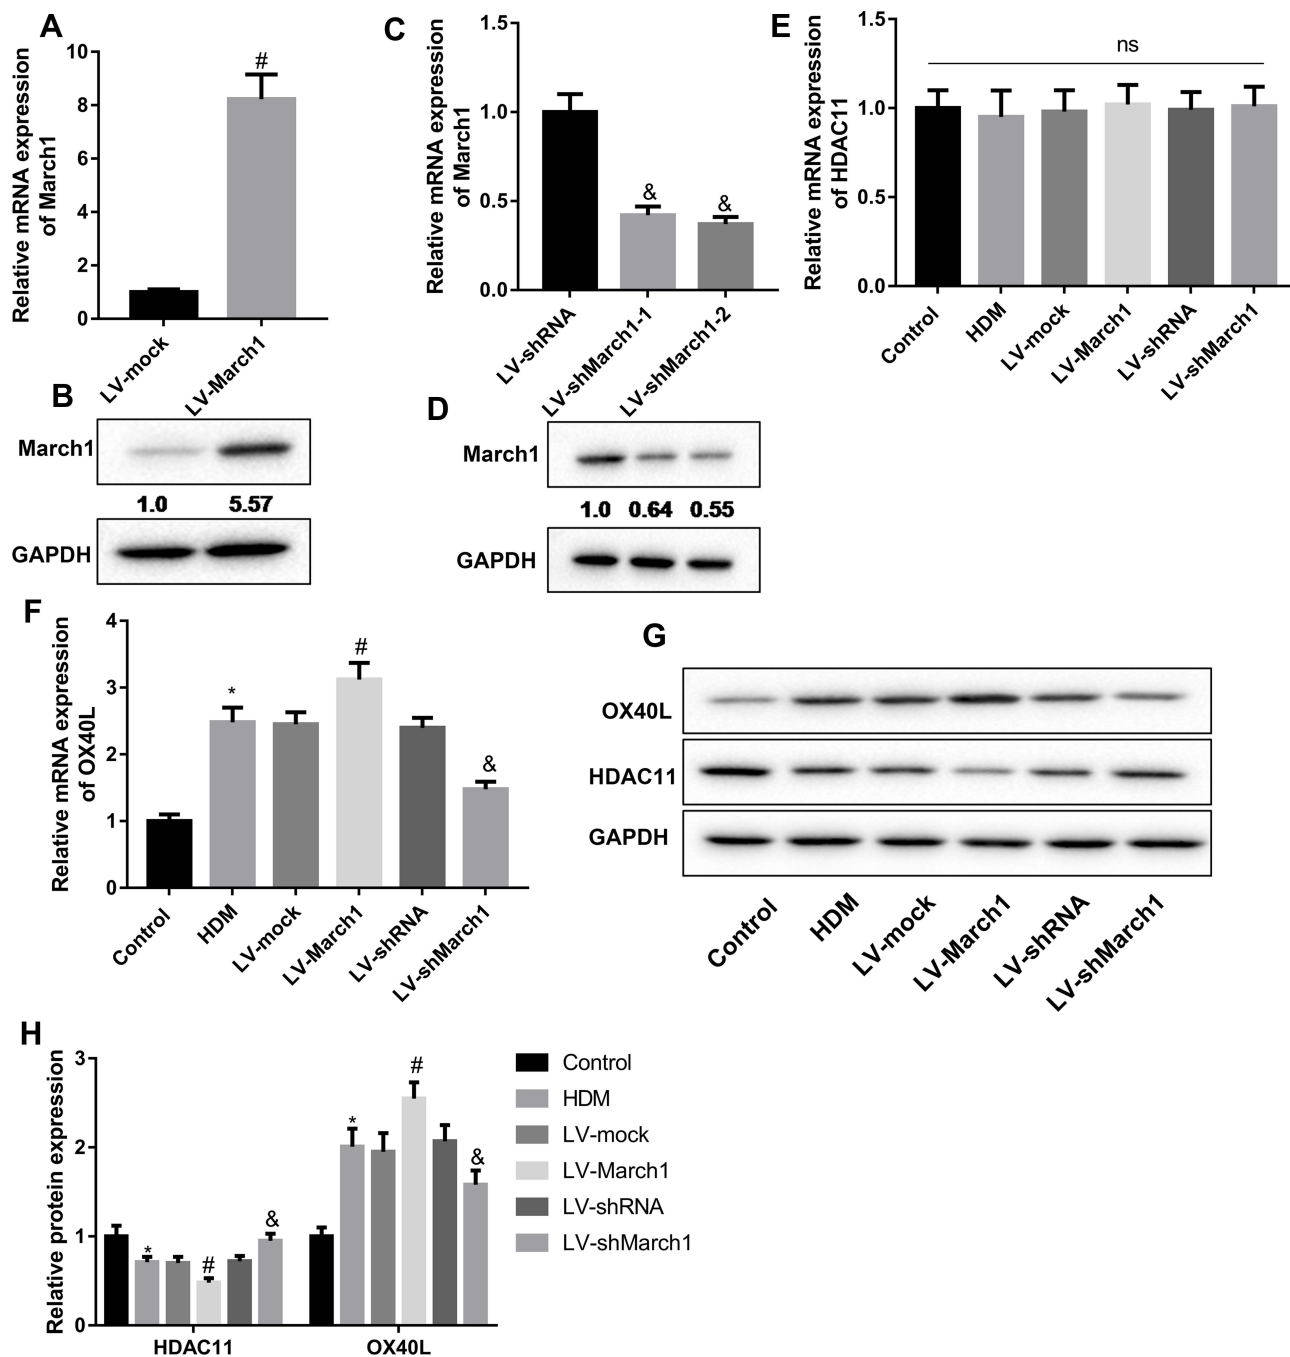 A
Relative mRNA expression
of March1
10
8
6
4
2
0
#
LV-mock
LV-March1
B
March1
1.0 5.57
GAPDH
C
Relative mRNA expression
of March1
1.5
1.0
0.5
0.0
& &
LV-shRNA
LV-shMarch1-1
LV-shMarch1-2
D
March1
1.0 0.64 0.55
GAPDH
E
Relative mRNA expression
of HDAC11
1.5
1.0
0.5
0.0
ns
Control
HDM
LV-mock
LV-March1
LV-shRNA
LV-shMarch1
F
Relative mRNA expression
of OX40L
4
3
2
1
0
* # &
Control
HDM
LV-mock
LV-March1
LV-shRNA
LV-shMarch1
G
OX40L
HDAC11
GAPDH
Control
HDM
LV-mock
LV-March1
LV-shRNA
LV-shMarch1
H
Relative protein expression
3
2
1
0
* # & * # &
HDAC11 OX40L
Control
HDM
LV-mock
LV-March1
LV-shRNA
LV-shMarch1